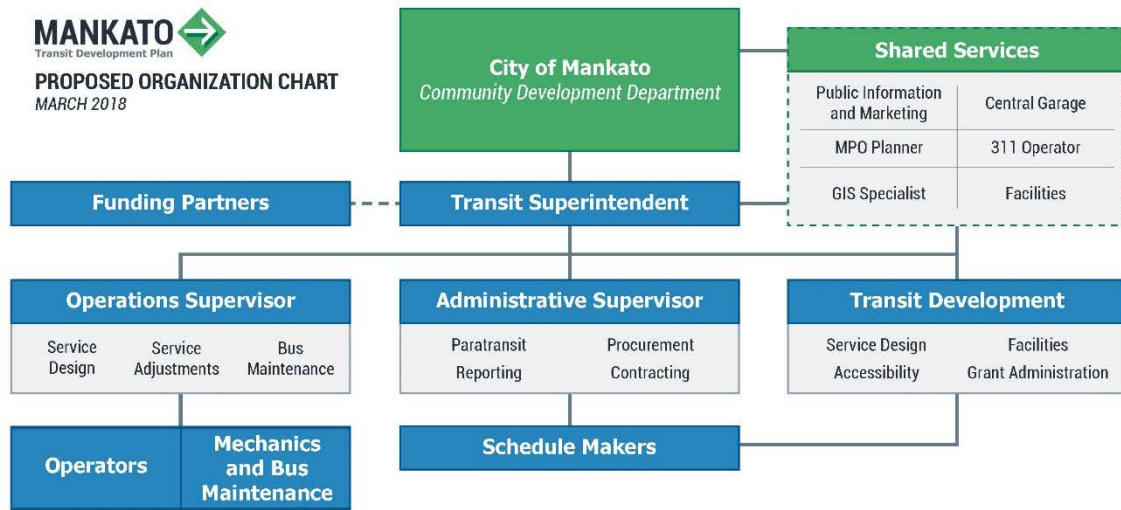 MANKATO
Transit Development Plan
PROPOSED ORGANIZATION CHART
MARCH 2018
City of Mankato
Community Development Department
Shared Services
Public Information
and Marketing
Central Garage
MPO Planner
311 Operator
GIS Specialist
Facilities
Funding Partners
Transit Superintendent
Operations Supervisor
Service
Design
Service
Adjustments
Bus
Maintenance
Administrative Supervisor
Paratransit
Procurement
Reporting
Contracting
Transit Development
Service Design
Facilities
Accessibility
Grant Administration
Operators
Mechanics
and Bus
Maintenance
Schedule Makers